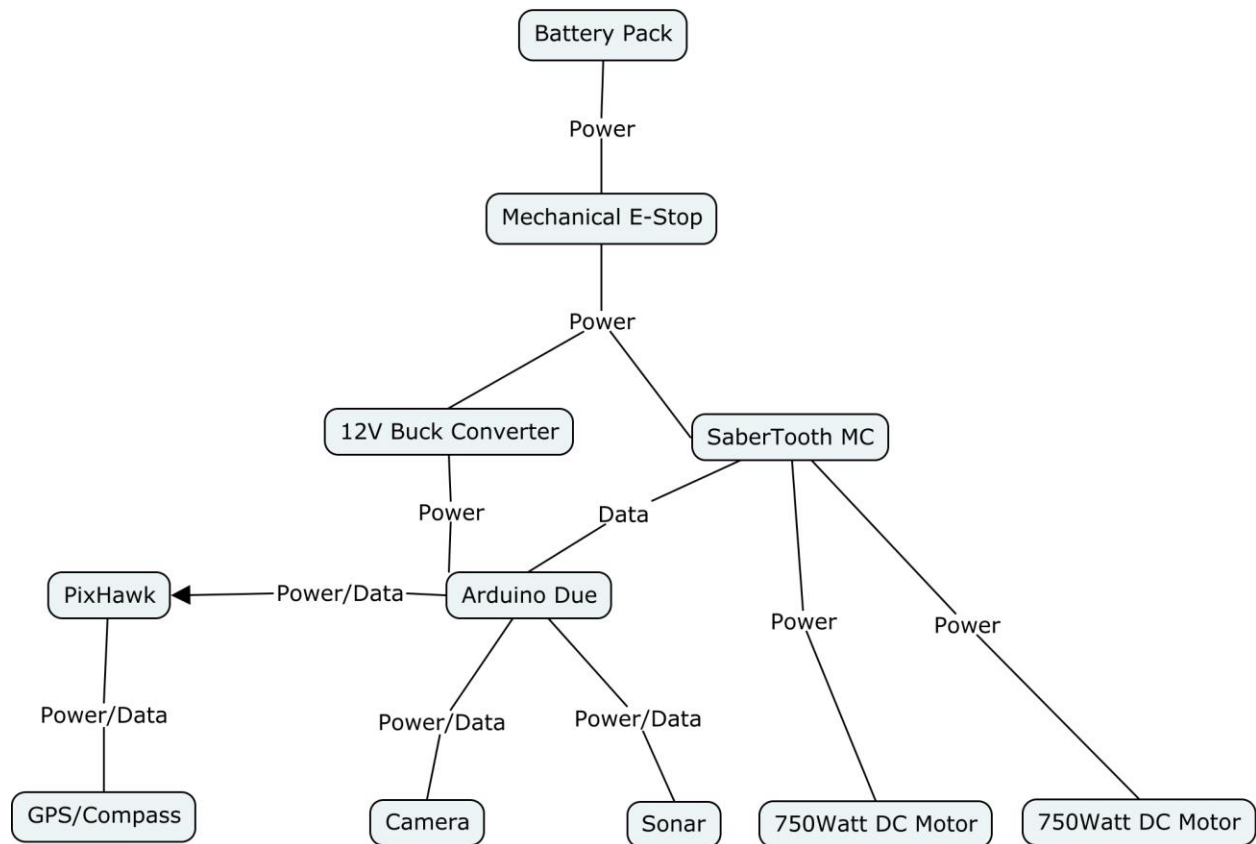 Battery Pack
Power
Mechanical E-Stop
Power
12V Buck Converter
SaberTooth MC
Power
Data
PixHawk
Power/Data
Arduino Due
Power
Power
Power/Data
Power/Data
Power/Data
GPS/Compass
Camera
Sonar
750Watt DC Motor
750Watt DC Motor